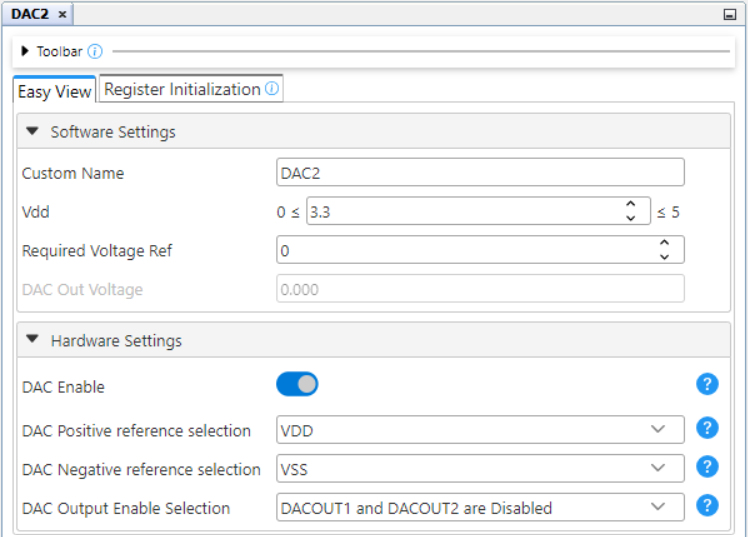 DAC2 ×
Toolbar
Easy View Register Initialization
Software Settings
Custom Name DAC2
Vdd 0 ≤ 3.3 ≤ 5
Required Voltage Ref 0
DAC Out Voltage 0.000
Hardware Settings
DAC Enable ?
DAC Positive reference selection VDD ?
DAC Negative reference selection VSS ?
DAC Output Enable Selection DACOUT1 and DACOUT2 are Disabled ?